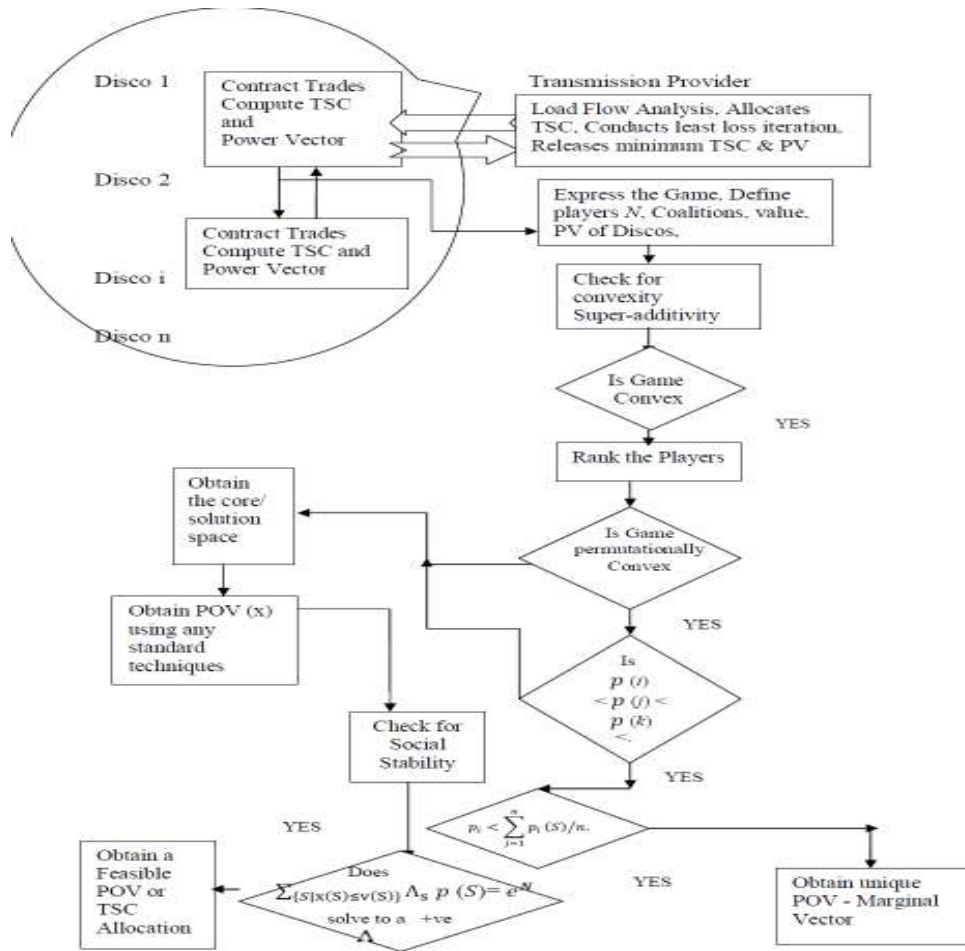 Disco 1
Contract Trades
Compute TSC
and
Power Vector
Transmission Provider
Load Flow Analysis, Allocates
TSC, Conducts least loss iteration,
Releases minimum TSC & PV
Disco 2
Contract Trades
Compute TSC and
Power Vector
Disco i
Disco n
Express the Game, Define
players N, Coalitions, value,
PV of Discos,
Check for
convexity
Super-additivity
Is Game
Convex
YES
Rank the Players
Is Game
permutationally
Convex
YES
Obtain
the core/
solution
space
Obtain POV (x)
using any
standard
techniques
Is
p (i)
< p (j) <
p (k)
<.
YES
Check for
Social
Stability
YES
p_i < ∑_{j=1}^{n} p_i (S)/n.
YES
Obtain unique
POV - Marginal
Vector
Does
∑_{{S|x(S)≤v(S)}} Λ_s p (S)= e^N
solve to a +ve
Λ
Obtain a
Feasible
POV or
TSC
Allocation